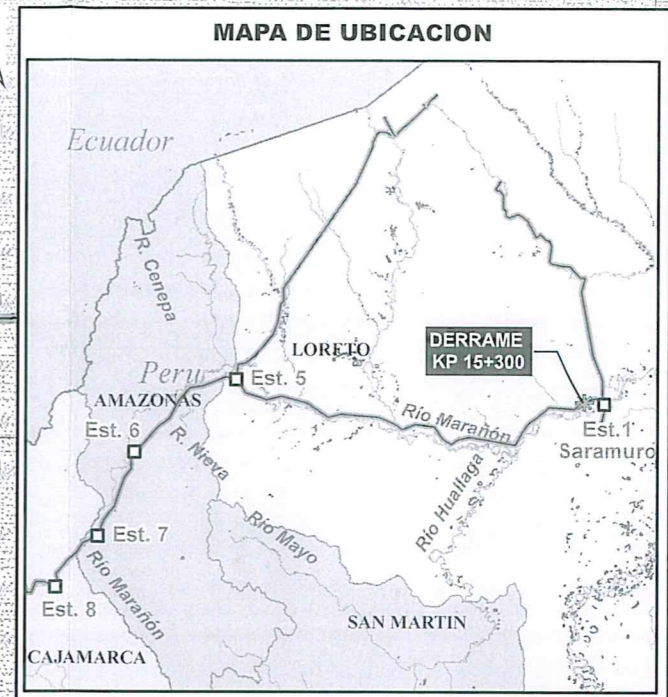 MAPA DE UBICACION
Ecuador
R. Cenepa
LORETO
DERRAME
KP 15+300
Peru
Est. 5
AMAZONAS
Río Marañón
Est.1
Saramuro
Est. 6
R. Nieva
Río Huallaga
Río Mayo
Est. 7
Río Marañón
Est. 8
SAN MARTIN
CAJAMARCA